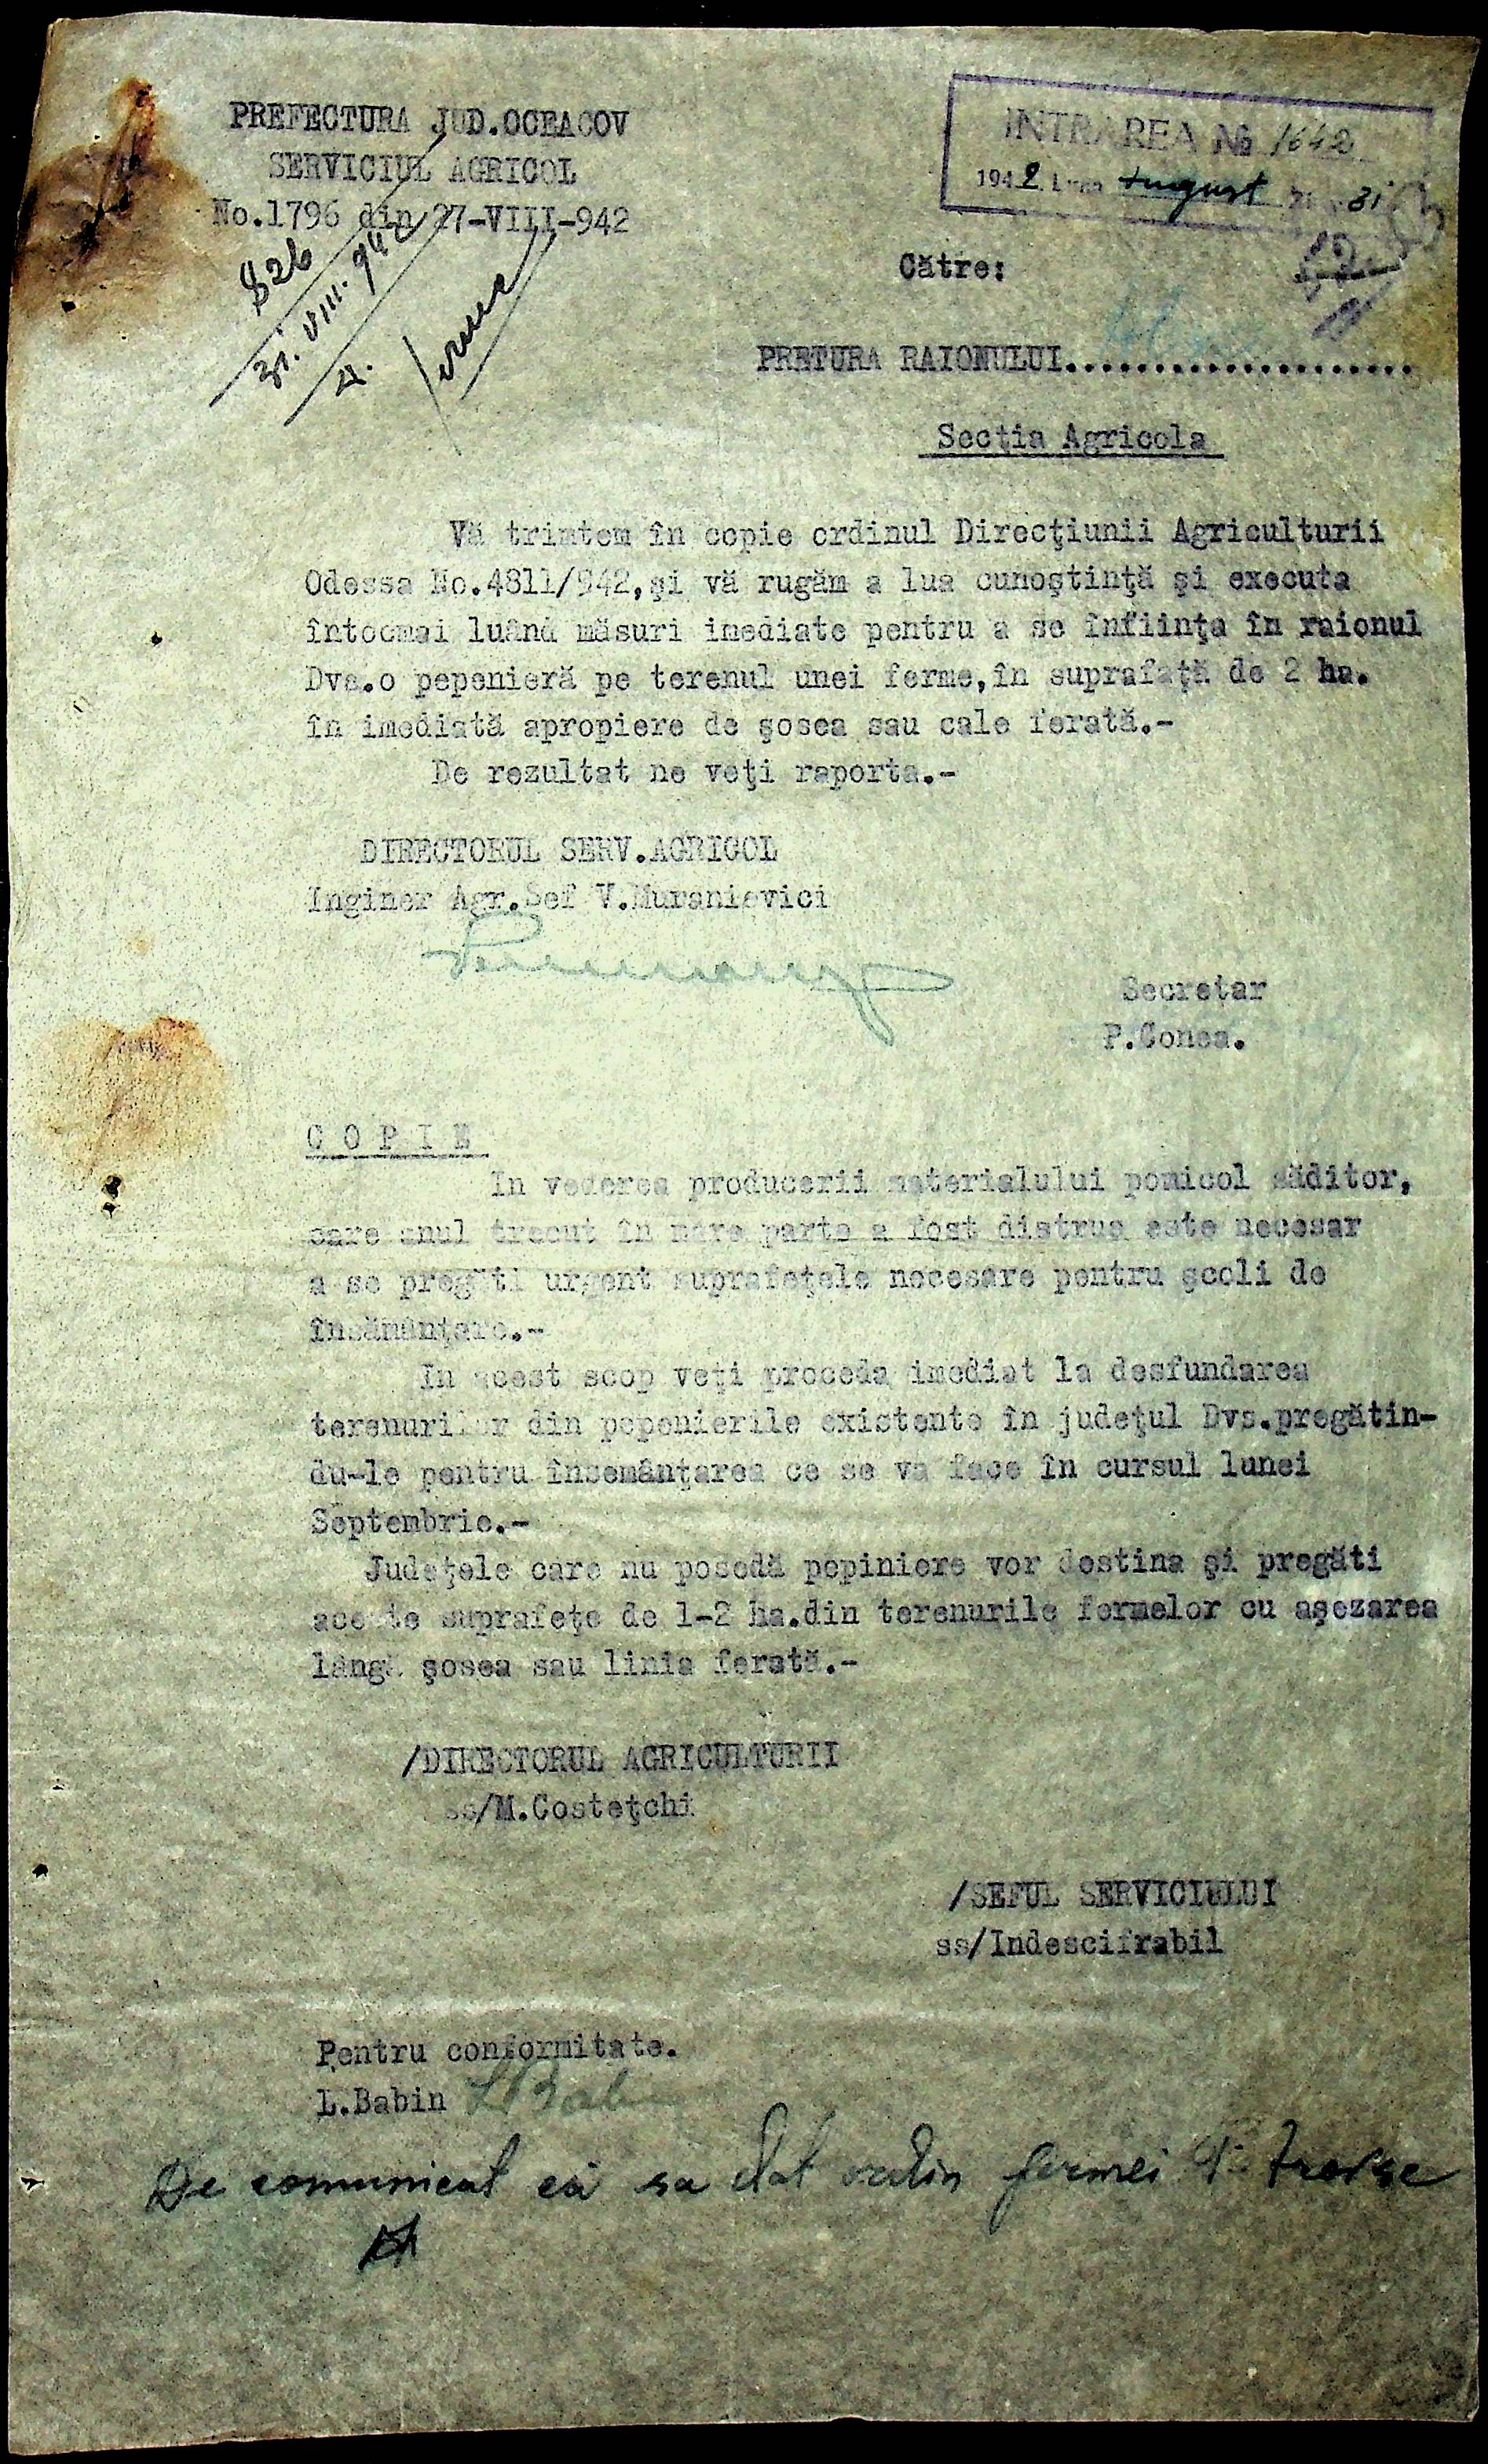 PREFECTURA JUD.OCEACOV
SERVICIUL AGRICOL
No.1796 din 27-VIII-942
826
31.VIII.942
INTRAREA № 1642
1942 Luna August Ziua 31
Către:
PRETURA RAIONULUI....................
Secţia Agricola
Vă trimtem în copie ordinul Direcţiunii Agriculturii
Odessa No.4811/942,şi vă rugăm a lua cunoştinţă şi executa
întocmai luând măsuri imediate pentru a se înfiinţa în raionul
Dvs.o pepenieră pe terenul unei ferme,în suprafaţă de 2 ha.
în imediată apropiere de şosea sau cale ferată.-
De rezultat ne veţi raporta.-
DIRECTORUL SERV.AGRICOL
Inginer Agr.Sef V.Muranievici
Secretar
P.Conea.
C O P I E
In vederea producerii materialului pomicol săditor,
care anul trecut în mare parte a fost distrus este necesar
a se pregăti urgent suprafeţele necesare pentru şcoli de
însămânţare.-
In acest scop veţi proceda imediat la desfundarea
terenurilor din pepenierile existente în judeţul Dvs.pregătin-
du-le pentru însemânţarea ce se va face în cursul lunei
Septembrie.-
Judeţele care nu posedă pepiniere vor destina şi pregăti
aceste suprafeţe de 1-2 ha.din terenurile fermelor cu aşezarea
lângă şosea sau linia ferată.-
/DIRECTORUL AGRICULTURII
ss/M.Costeţchi
/SEFUL SERVICIULUI
ss/Indescifrabil
Pentru conformitate.
L.Babin LBabin
De comunicat că sa dat ordin fermei